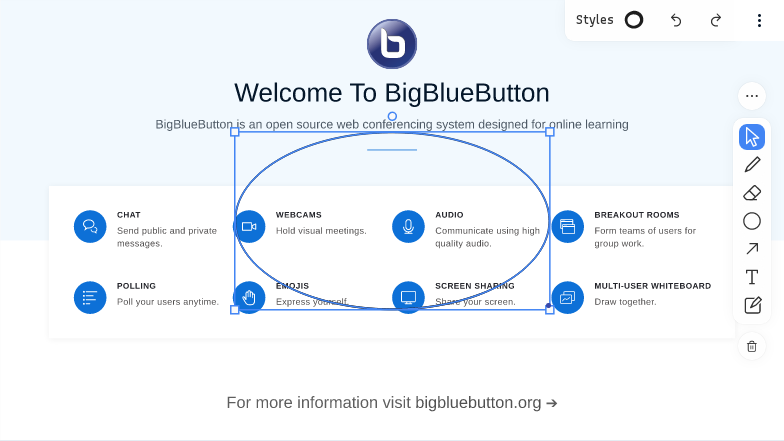 Styles
Welcome To BigBlueButton
BigBlueButton is an open source web conferencing system designed for online learning
CHAT
Send public and private
messages.
WEBCAMS
Hold visual meetings.
AUDIO
Communicate using high
quality audio.
BREAKOUT ROOMS
Form teams of users for
group work.
POLLING
Poll your users anytime.
EMOJIS
Express yourself.
SCREEN SHARING
Share your screen.
MULTI-USER WHITEBOARD
Draw together.
For more information visit bigbluebutton.org →